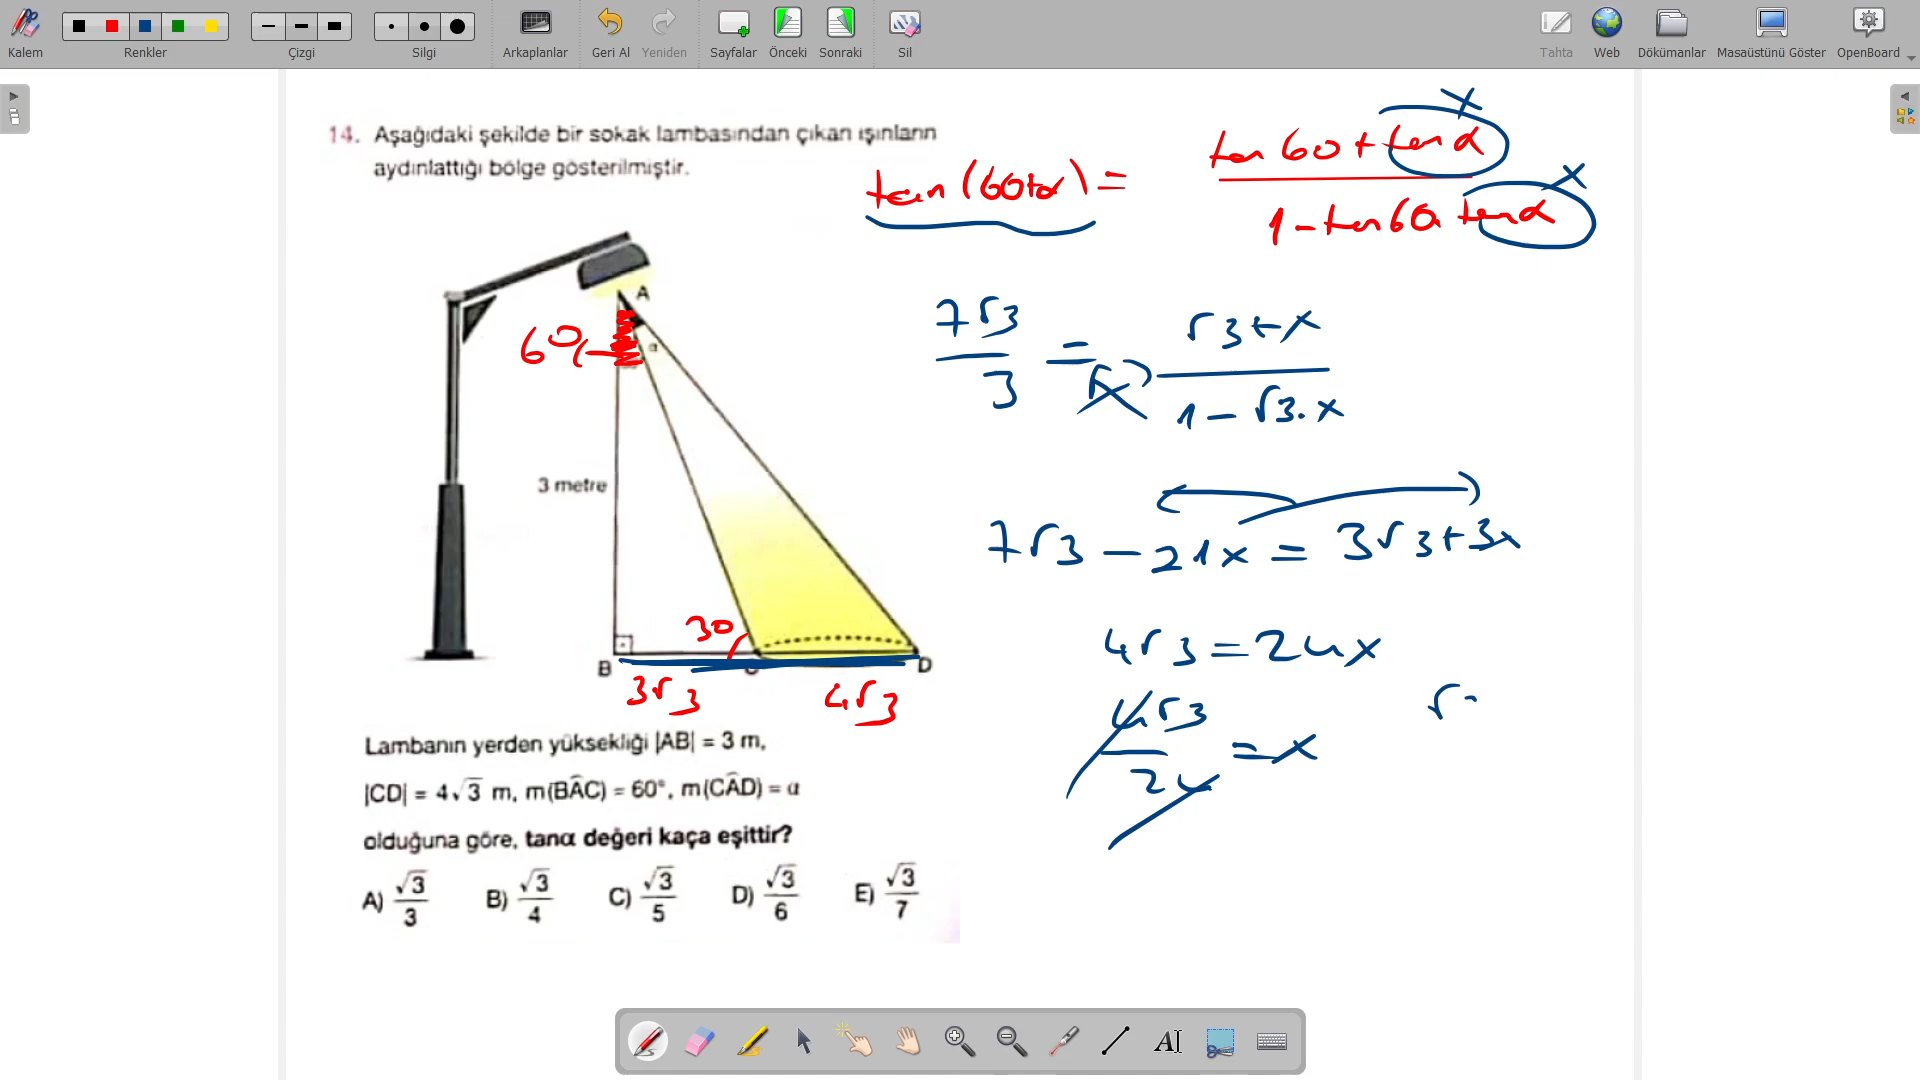 Kalem
Renkler
Çizgi
Silgi
Arkaplanlar
Geri Al
Yeniden
Sayfalar
Önceki
Sonraki
Sil
Tahta
Web
Dökümanlar
Masaüstünü Göster
OpenBoard
14. Aşağıdaki şekilde bir sokak lambasından çıkan ışınların
aydınlattığı bölge gösterilmiştir.
A
60
α
3 metre
30
B
C
D
3√3
4√3
Lambanın yerden yüksekliği |AB| = 3 m,
|CD| = 4√3 m, m(BAC) = 60°, m(CAD) = α
olduğuna göre, tanα değeri kaça eşittir?
A) √3/3 B) √3/4 C) √3/5 D) √3/6 E) √3/7
x
tan 60 + tan α
tan (60+α) =
x
1 - tan 60 tan α
7√3/3 = √3+x / 1-√3.x
7√3 - 21x = 3√3+3x
4√3 = 24x
4√3/24 = x
√